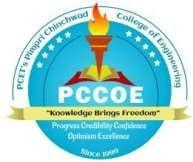 PCET's Pimpri Chinchwad College of Engineering
PCCOE
"Knowledge Brings Freedom"
Progress Credibility Confidence
Optimism Excellence
Since 1999